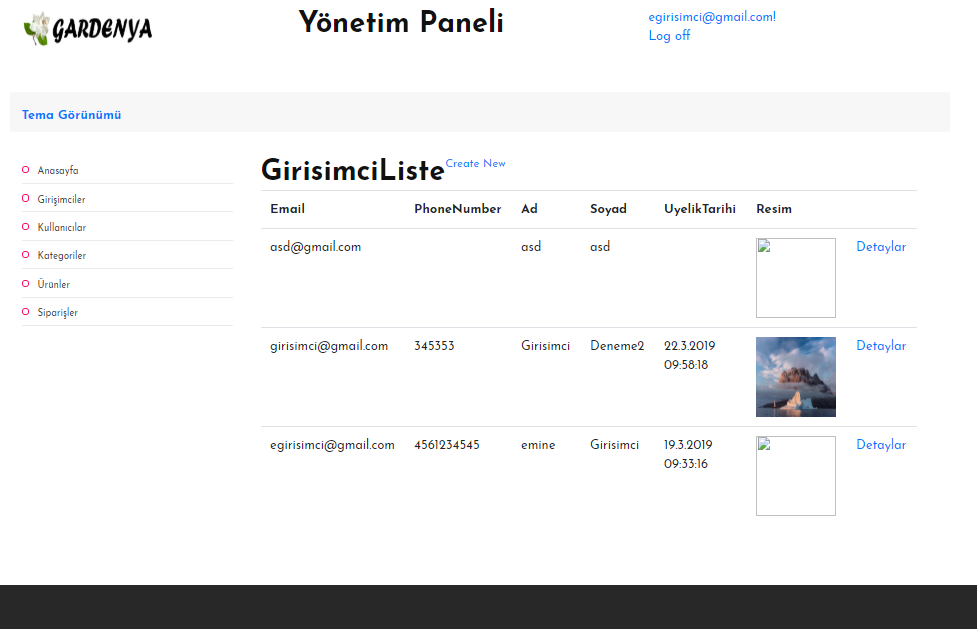 GARDENYA
Yönetim Paneli
egirisimci@gmail.com!
Log off
Tema Görünümü
Anasayfa
Girişimciler
Kullanıcılar
Kategoriler
Ürünler
Siparişler
GirisimciListe Create New
Email PhoneNumber Ad Soyad UyelikTarihi Resim
asd@gmail.com asd asd Detaylar
girisimci@gmail.com 345353 Girisimci Deneme2 22.3.2019 Detaylar
09:58:18
egirisimci@gmail.com 4561234545 emine Girisimci 19.3.2019 Detaylar
09:33:16